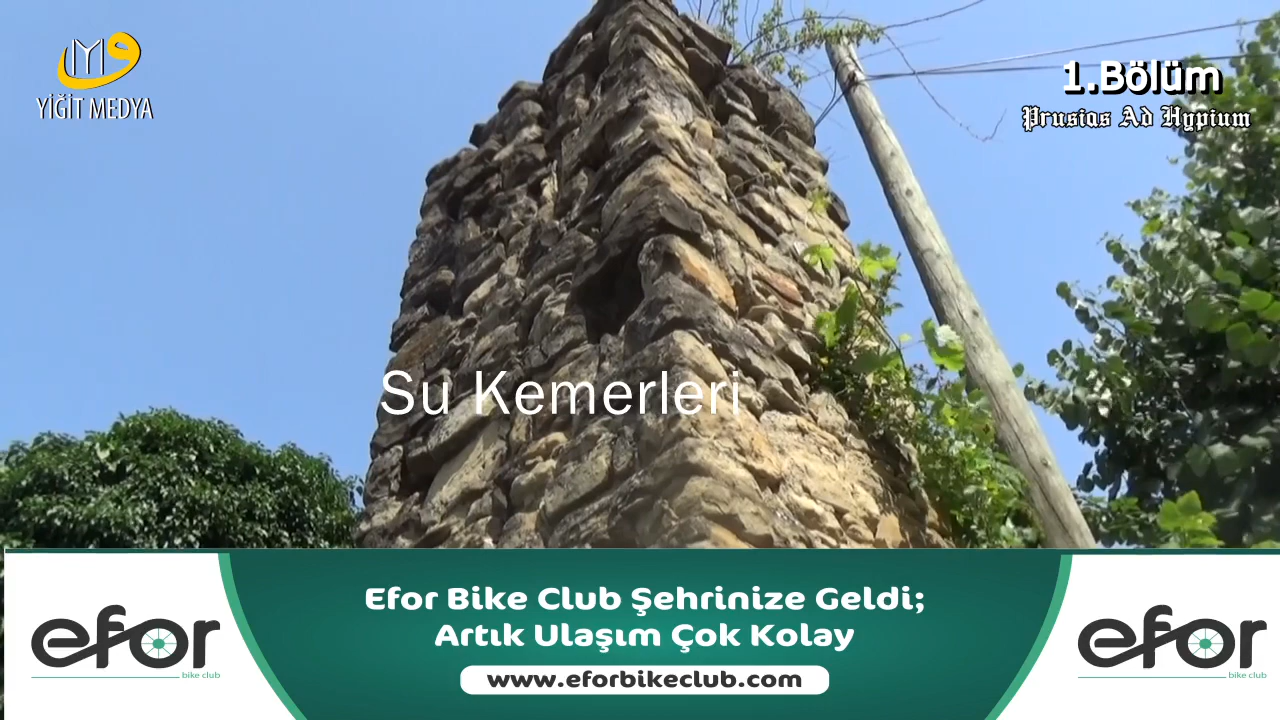 YİĞİT MEDYA
1.Bölüm
Prusias Ad Hypium
Su Kemerleri
Efor Bike Club Şehrinize Geldi;
Artık Ulaşım Çok Kolay
www.eforbikeclub.com
efor
bike club
efor
bike club